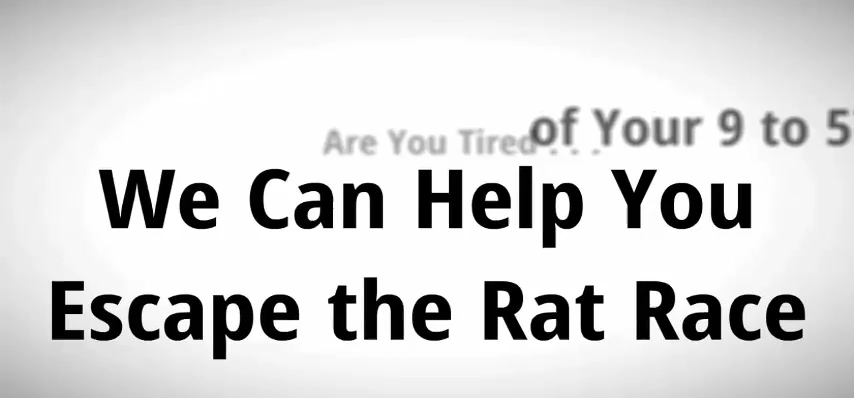 Are You Tired . . .
of Your 9 to 5
We Can Help You
Escape the Rat Race